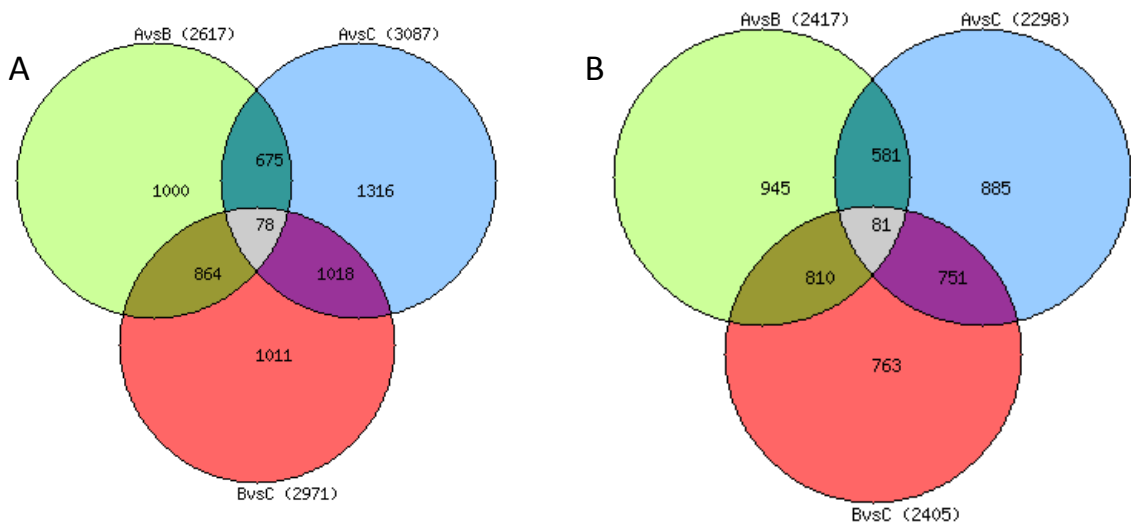 A
AvsB (2617)
AvsC (3087)
675
1000
1316
78
864
1018
1011
BvsC (2971)
B
AvsB (2417)
AvsC (2298)
581
945
885
81
810
751
763
BvsC (2405)